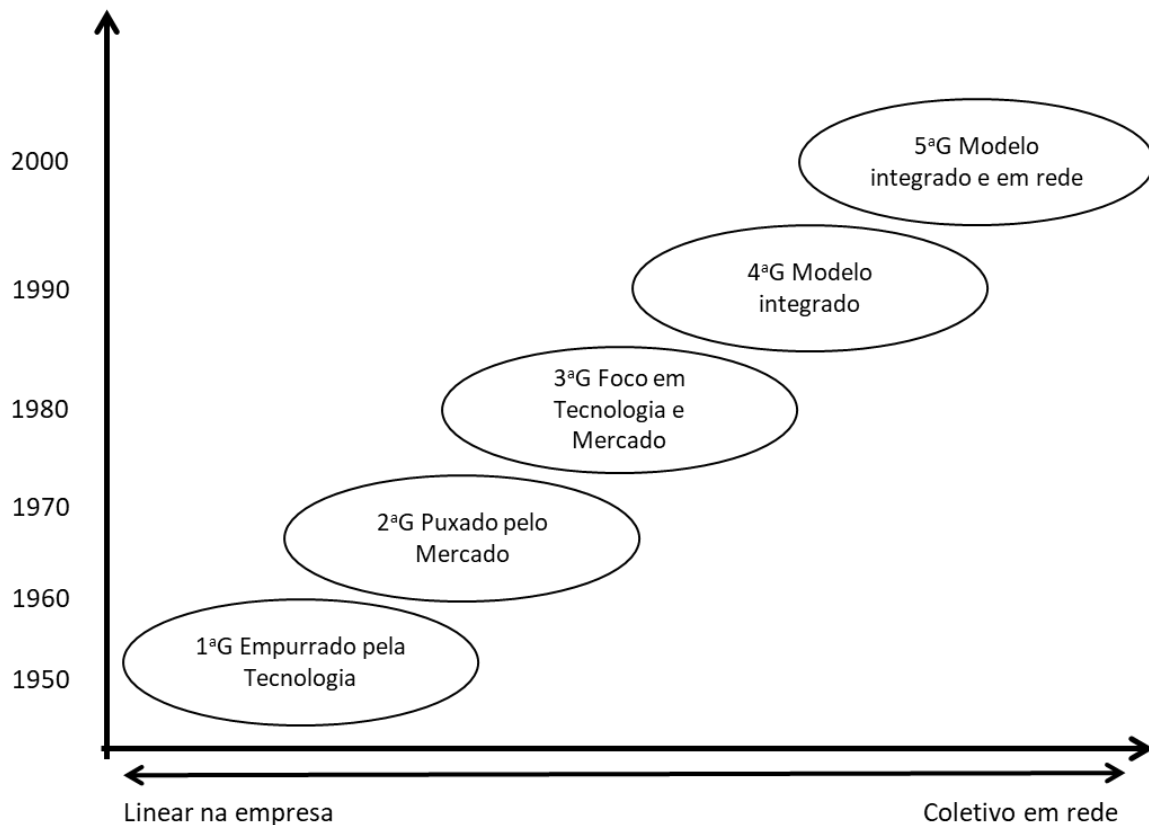 2000
5ªG Modelo
integrado e em rede
1990
4ªG Modelo
integrado
1980
3ªG Foco em
Tecnologia e
Mercado
1970
2ªG Puxado pelo
Mercado
1960
1950
1ªG Empurrado pela
Tecnologia
Linear na empresa
Coletivo em rede